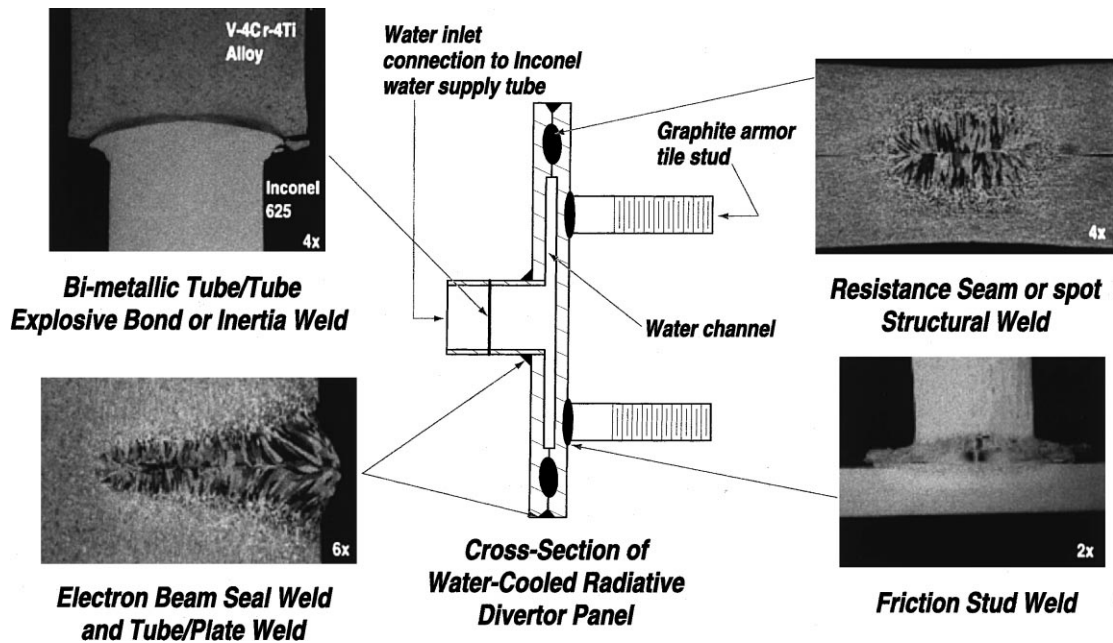 V-4Cr-4Ti
Alloy
Inconel
625
4x
Bi-metallic Tube/Tube
Explosive Bond or Inertia Weld
Water inlet
connection to Inconel
water supply tube
Graphite armor
tile stud
4x
Resistance Seam or spot
Structural Weld
Water channel
6x
Electron Beam Seal Weld
and Tube/Plate Weld
Cross-Section of
Water-Cooled Radiative
Divertor Panel
2x
Friction Stud Weld